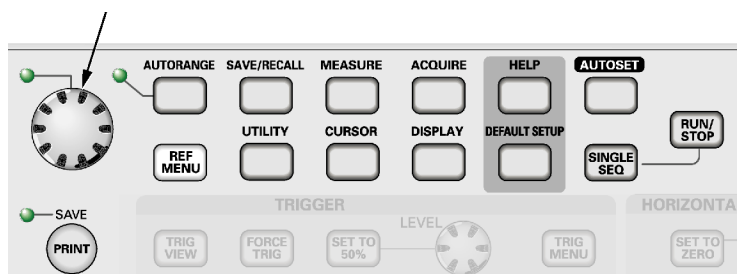 AUTORANGE SAVE/RECALL MEASURE ACQUIRE HELP AUTOSET
UTILITY CURSOR DISPLAY DEFAULT SETUP
REF
MENU
RUN/
STOP
SINGLE
SEQ
SAVE
PRINT
TRIGGER
HORIZONTA
LEVEL
TRIG
VIEW
FORCE
TRIG
SET TO
50%
TRIG
MENU
SET TO
ZERO